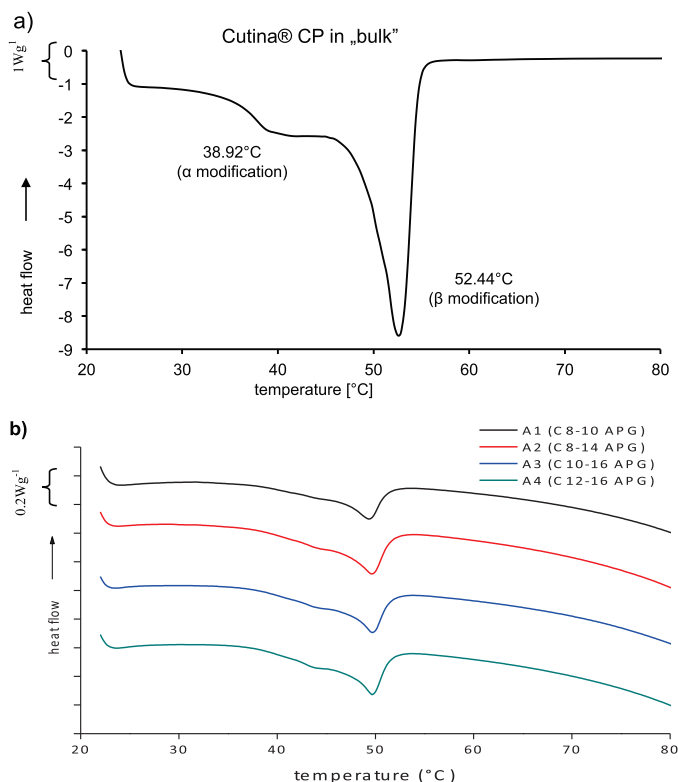 a)
Cutina® CP in „bulk”
1Wg¹
0
-1
-2
-3
-4
-5
-6
-7
-8
-9
38.92°C
(α modification)
52.44°C
(β modification)
heat flow
20 30 40 50 60 70 80
temperature [°C]
b)
A1 (C8-10 APG)
A2 (C8-14 APG)
A3 (C10-16 APG)
A4 (C12-16 APG)
0.2Wg⁻¹
heat flow
20 30 40 50 60 70 80
temperature (°C)